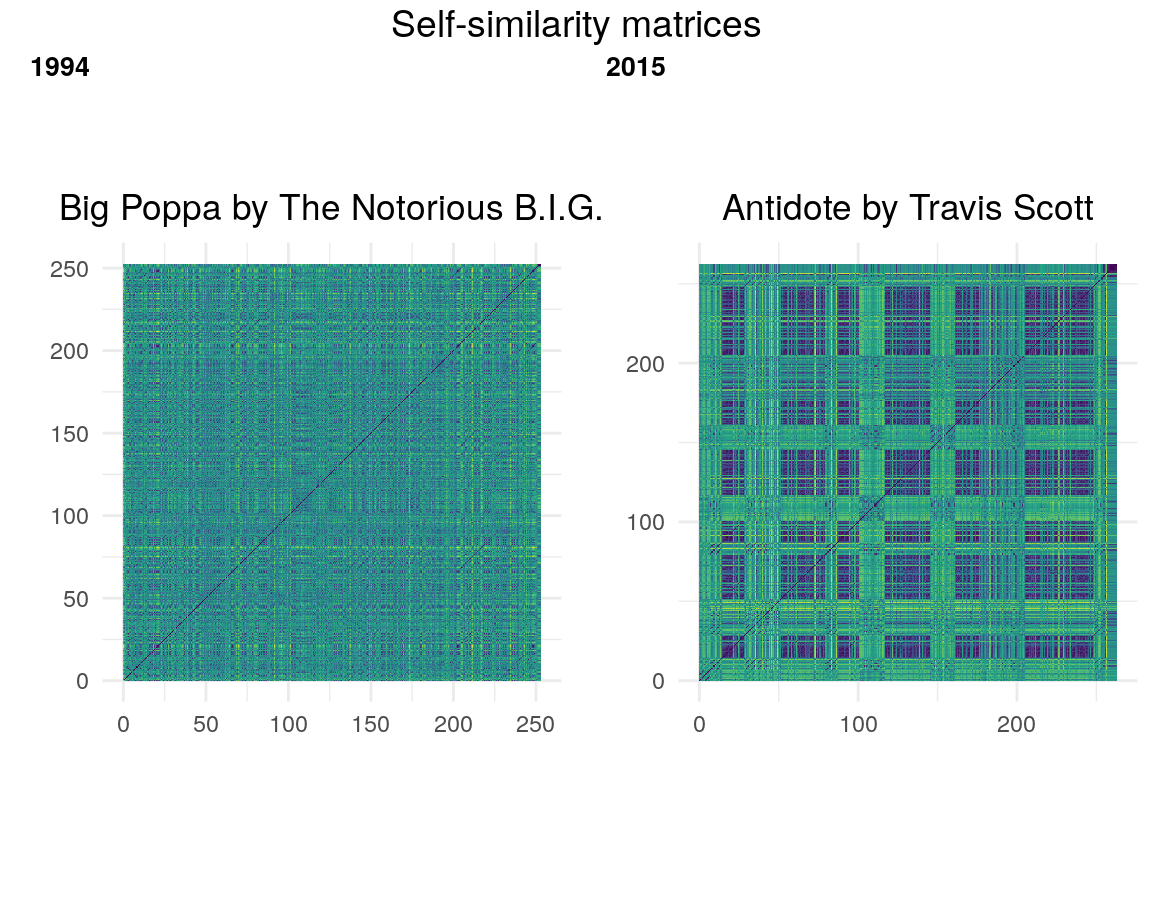 Self-similarity matrices
1994
2015
Big Poppa by The Notorious B.I.G.
Antidote by Travis Scott
250
200
150
100
50
0
0 50 100 150 200 250
200
100
0
0 100 200